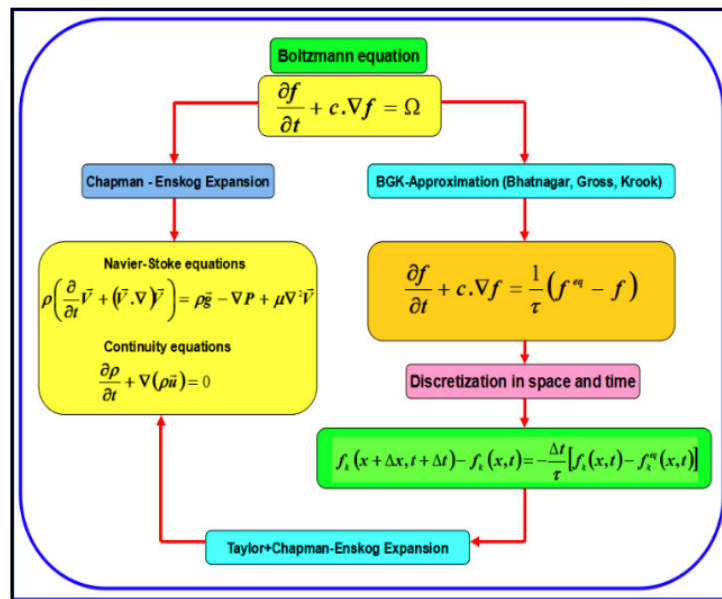 Boltzmann equation
∂f/∂t + c.∇f = Ω
Chapman - Enskog Expansion
BGK-Approximation (Bhatnagar, Gross, Krook)
Navier-Stoke equations
ρ(∂/∂t V⃗ + (V⃗.∇)V⃗) = ρg⃗ − ∇P + μ∇²V⃗
Continuity equations
∂ρ/∂t + ∇(ρu⃗) = 0
∂f/∂t + c.∇f = 1/τ (f^eq − f)
Discretization in space and time
f_k(x + Δx, t + Δt) − f_k(x,t) = −Δt/τ [f_k(x,t) − f_k^eq(x,t)]
Taylor+Chapman-Enskog Expansion